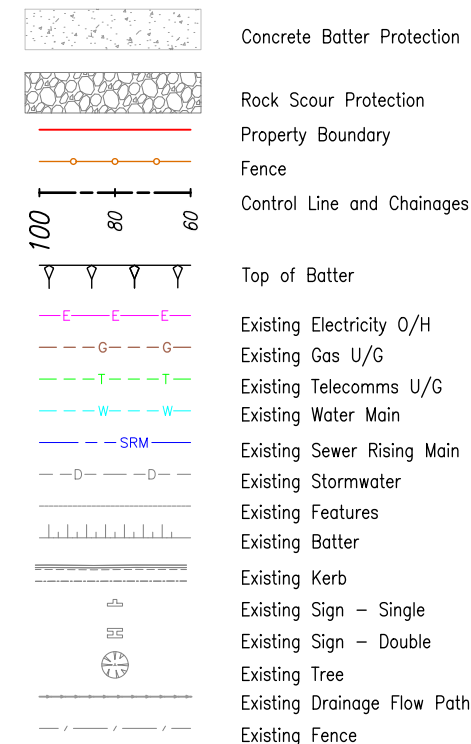 Concrete Batter Protection
Rock Scour Protection
Property Boundary
Fence
Control Line and Chainages
100 80 60
Top of Batter
E E E
Existing Electricity O/H
G G
Existing Gas U/G
T T
Existing Telecomms U/G
W W
Existing Water Main
SRM
Existing Sewer Rising Main
D D
Existing Stormwater
Existing Features
Existing Batter
Existing Kerb
Existing Sign – Single
Existing Sign – Double
Existing Tree
Existing Drainage Flow Path
Existing Fence